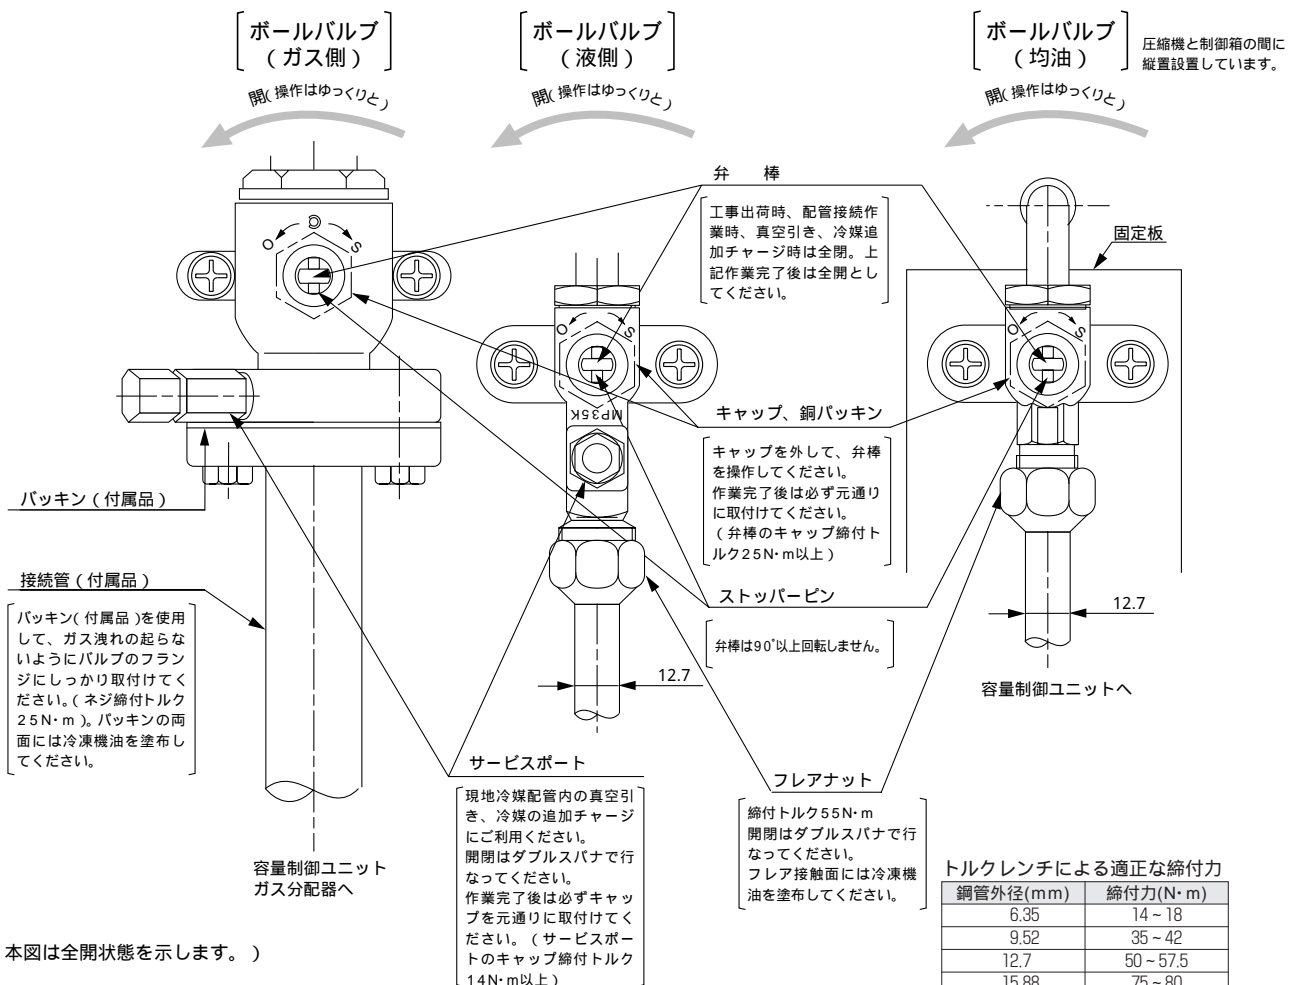 ボールバルブ
（ガス側）
開（操作はゆっくりと）
ボールバルブ
（液側）
開（操作はゆっくりと）
ボールバルブ
（均油）
圧縮機と制御箱の間に
縦置設置しています。
開（操作はゆっくりと）
弁　棒
工事出荷時、配管接続作
業時、真空引き、冷媒追
加チャージ時は全閉。上
記作業完了後は全開とし
てください。
固定板
O
S
O
S
O
S
MP35K
キャップ、銅パッキン
キャップを外して、弁棒
を操作してください。
作業完了後は必ず元通り
に取付けてください。
（弁棒のキャップ締付ト
ルク25N･m以上）
パッキン（付属品）
接続管（付属品）
パッキン（付属品）を使用
して、ガス洩れの起らな
いようにバルブのフラン
ジにしっかり取付けてく
ださい。（ネジ締付トルク
25N･m）。パッキンの両
面には冷凍機油を塗布し
てください。
ストッパーピン
弁棒は90°以上回転しません。
12.7
12.7
容量制御ユニットへ
サービスポート
現地冷媒配管内の真空引
き、冷媒の追加チャージ
にご利用ください。
開閉はダブルスパナで行
なってください。
作業完了後は必ずキャッ
プを元通りに取付けてく
ださい。（サービスポー
トのキャップ締付トルク
14N･m以上）
フレアナット
締付トルク55N･m
開閉はダブルスパナで行
なってください。
フレア接触面には冷凍機
油を塗布してください。
容量制御ユニット
ガス分配器へ
本図は全開状態を示します。）
トルクレンチによる適正な締付力
鋼管外径(mm) 締付力(N･m)
6.35 14～18
9.52 35～42
12.7 50～57.5
15.88 75～80